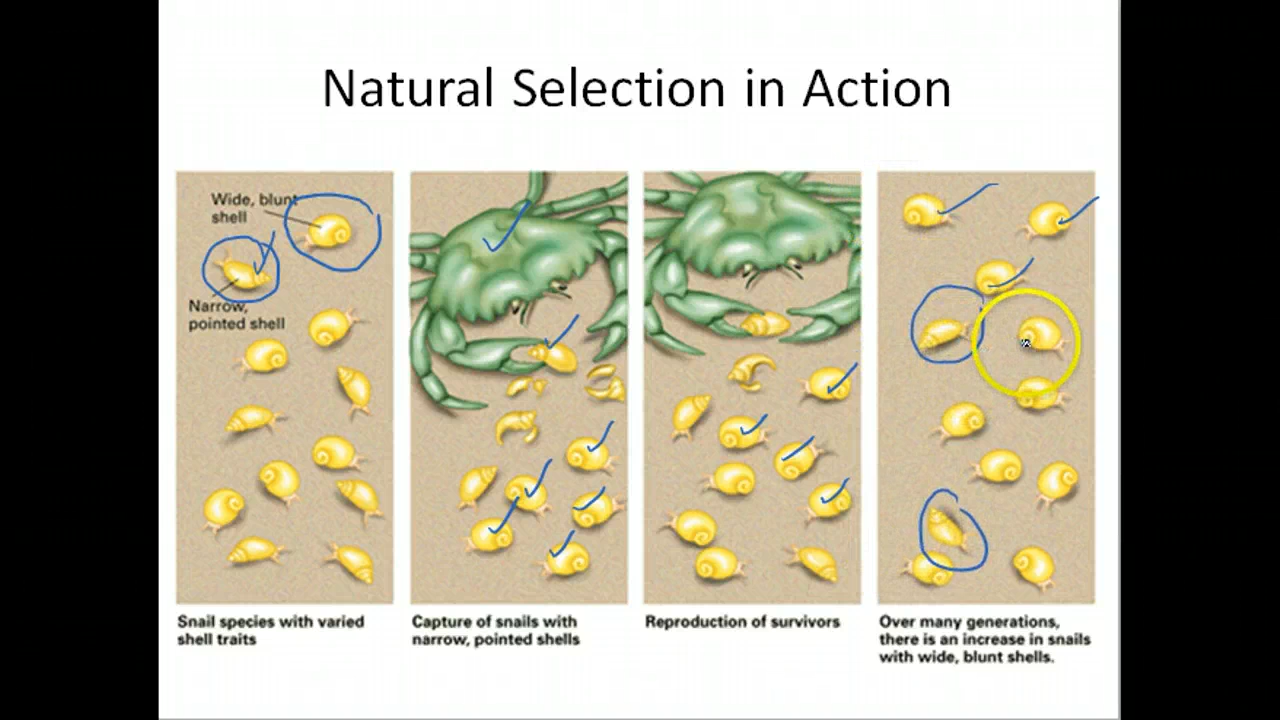 Natural Selection in Action
Wide, blunt
shell
Narrow,
pointed shell
Snail species with varied
shell traits
Capture of snails with
narrow, pointed shells
Reproduction of survivors
Over many generations,
there is an increase in snails
with wide, blunt shells.